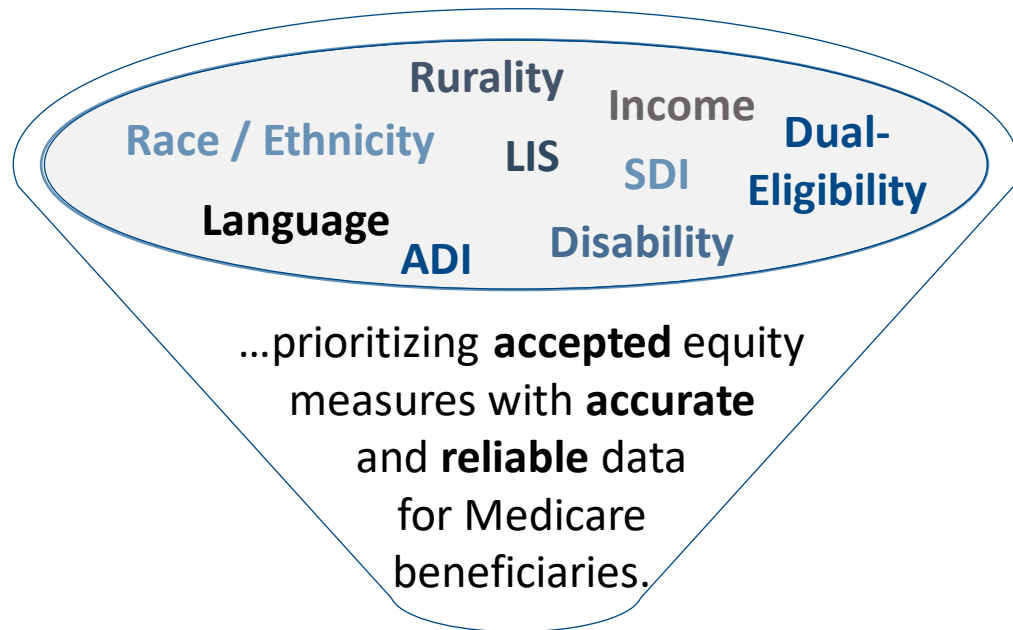 Rurality
Income
Race / Ethnicity
LIS
SDI
Dual-
Eligibility
Language
ADI
Disability
...prioritizing accepted equity
measures with accurate
and reliable data
for Medicare
beneficiaries.